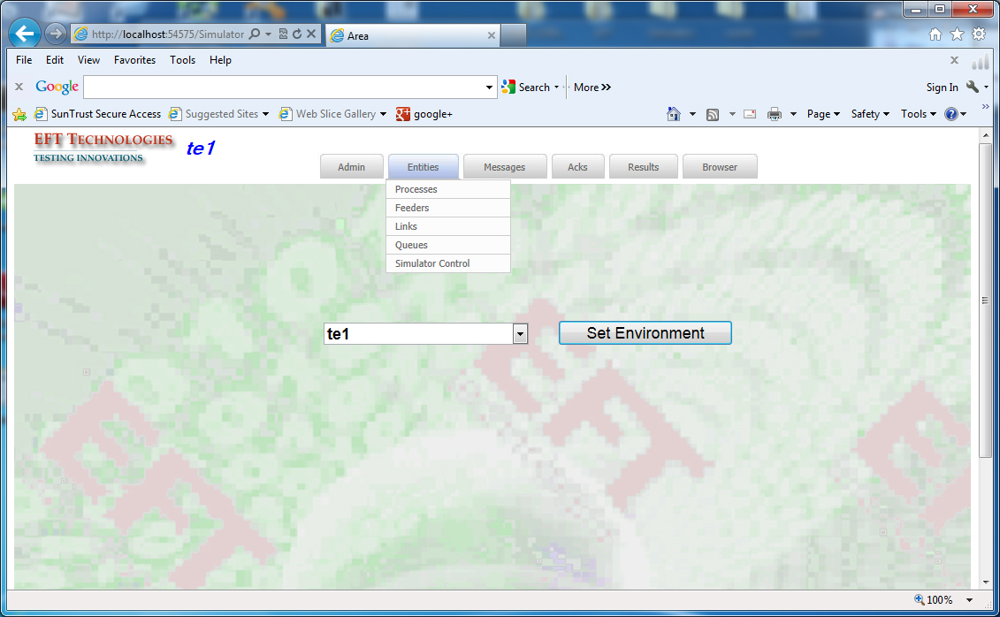 http://localhost:54575/Simulator
Area
File Edit View Favorites Tools Help
x Google Search More >> Sign In
SunTrust Secure Access Suggested Sites Web Slice Gallery google+ Page Safety Tools >>
EFT TECHNOLOGIES
TESTING INNOVATIONS
te1
Admin Entities Messages Acks Results Browser
Processes
Feeders
Links
Queues
Simulator Control
te1 Set Environment
EFT
EFT
100%